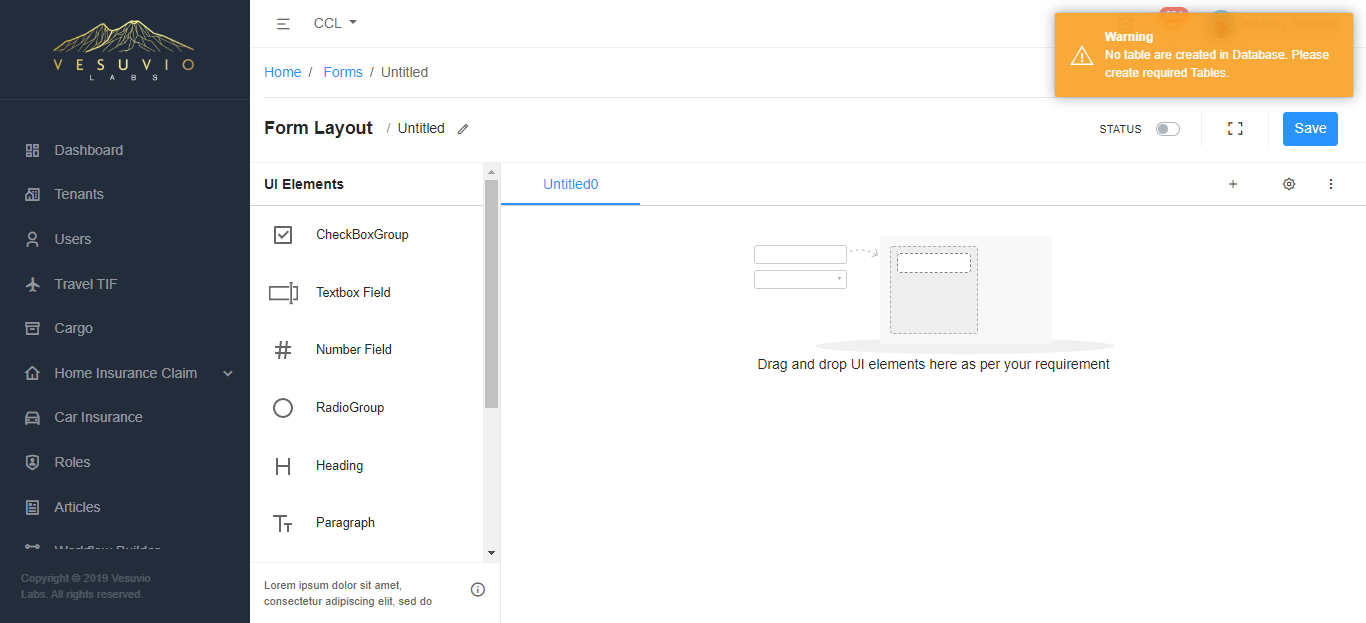 VESUVIO
LABS
Dashboard
Tenants
Users
Travel TIF
Cargo
Home Insurance Claim
Car Insurance
Roles
Articles
Workflow Builder
Copyright © 2019 Vesuvio
Labs. All rights reserved.
CCL
Home / Forms / Untitled
Warning
No table are created in Database. Please
create required Tables.
Form Layout / Untitled
STATUS
Save
UI Elements
CheckBoxGroup
Textbox Field
Number Field
RadioGroup
Heading
Paragraph
Lorem ipsum dolor sit amet,
consectetur adipiscing elit, sed do
Untitled0
Drag and drop UI elements here as per your requirement